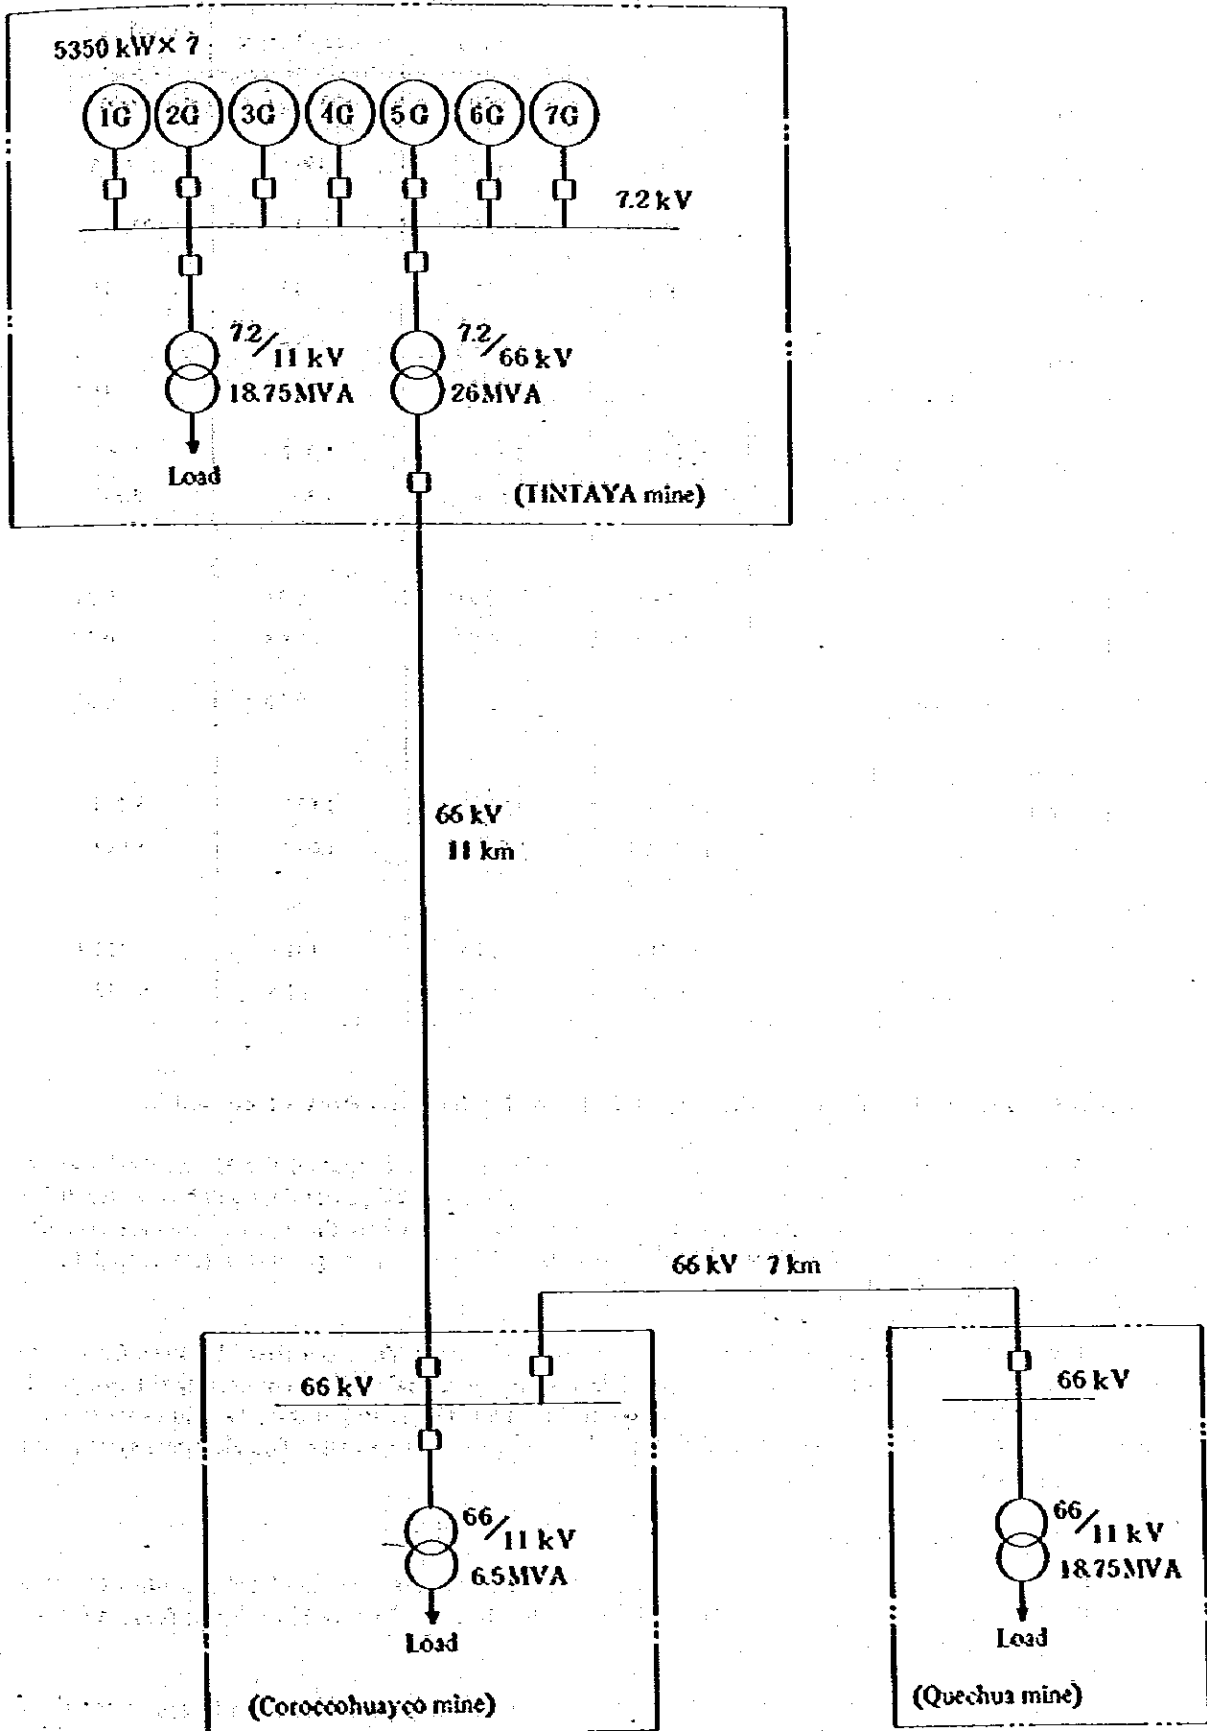 5350 kW × 7
1G 2G 3G 4G 5G 6G 7G
7.2 kV
7.2/11 kV
18.75MVA
Load
7.2/66 kV
26MVA
(TINTAYA mine)
66 kV
11 km
66 kV 7 km
66 kV
66/11 kV
6.5MVA
Load
(Coroccohuayco mine)
66 kV
66/11 kV
18.75MVA
Load
(Quechua mine)